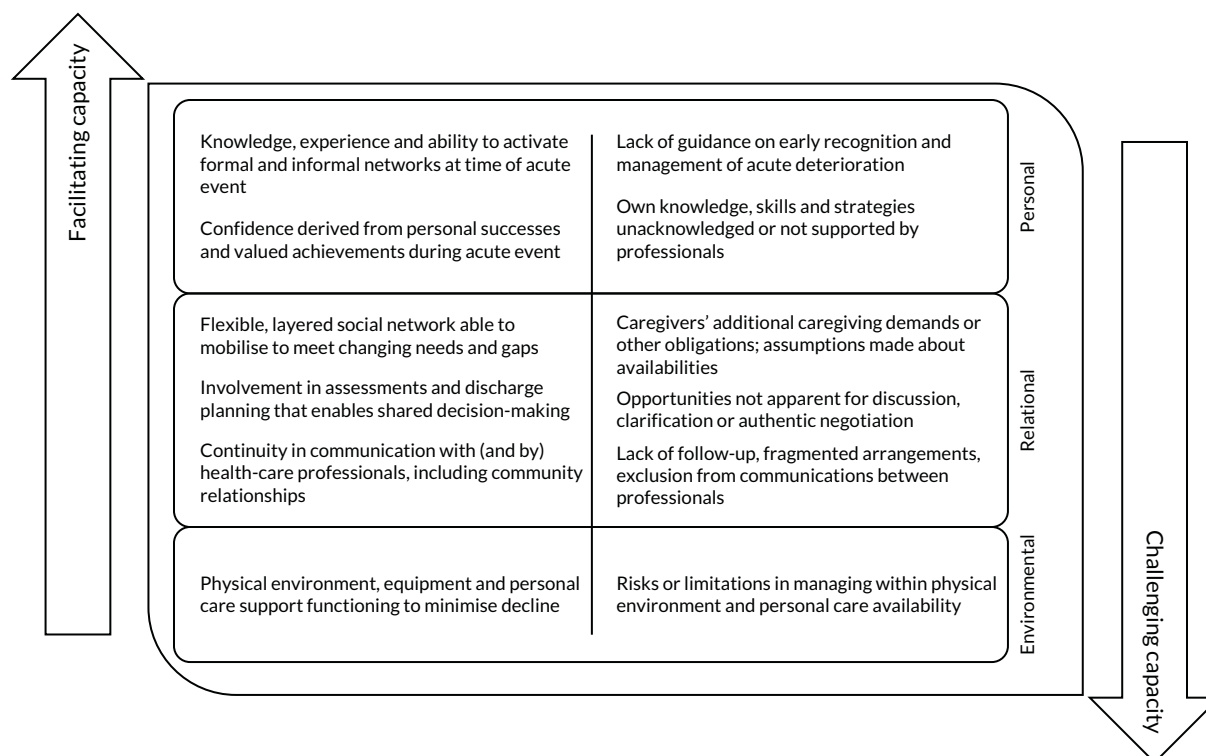 Facilitating capacity
Knowledge, experience and ability to activate
formal and informal networks at time of acute
event
Confidence derived from personal successes
and valued achievements during acute event
Lack of guidance on early recognition and
management of acute deterioration
Own knowledge, skills and strategies
unacknowledged or not supported by
professionals
Personal
Flexible, layered social network able to
mobilise to meet changing needs and gaps
Involvement in assessments and discharge
planning that enables shared decision-making
Continuity in communication with (and by)
health-care professionals, including community
relationships
Caregivers’ additional caregiving demands or
other obligations; assumptions made about
availabilities
Opportunities not apparent for discussion,
clarification or authentic negotiation
Lack of follow-up, fragmented arrangements,
exclusion from communications between
professionals
Relational
Physical environment, equipment and personal
care support functioning to minimise decline
Risks or limitations in managing within physical
environment and personal care availability
Environmental
Challenging capacity